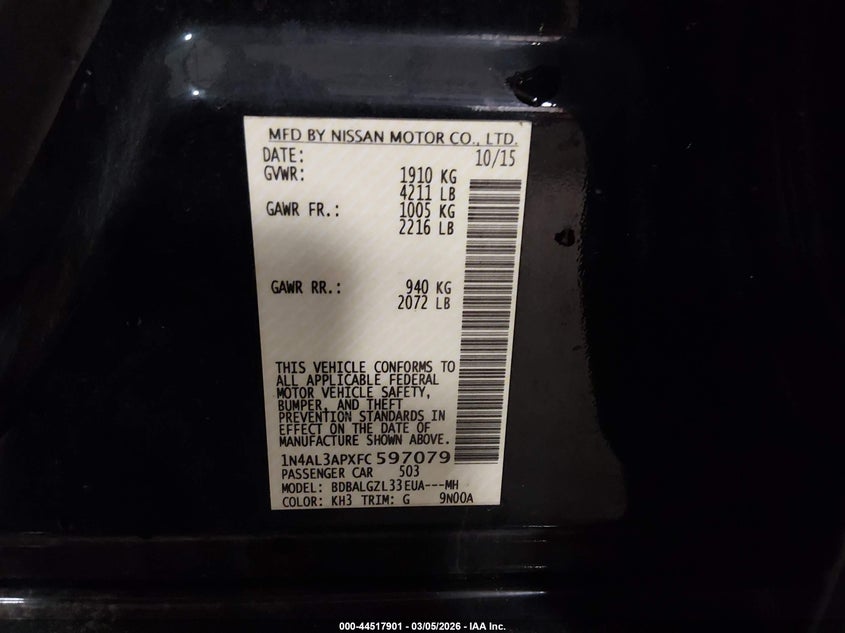 MFD BY NISSAN MOTOR CO., LTD.
DATE: 10/15
GVWR: 1910 KG
4211 LB
GAWR FR.: 1005 KG
2216 LB
GAWR RR.: 940 KG
2072 LB
THIS VEHICLE CONFORMS TO
ALL APPLICABLE FEDERAL
MOTOR VEHICLE SAFETY,
BUMPER, AND THEFT
PREVENTION STANDARDS IN
EFFECT ON THE DATE OF
MANUFACTURE SHOWN ABOVE.
1N4AL3APXFC597079
PASSENGER CAR 503
MODEL: BDBALGZL33EUA---MH
COLOR: KH3 TRIM: G 9N00A
000-44517901 - 03/05/2026 - IAA Inc.